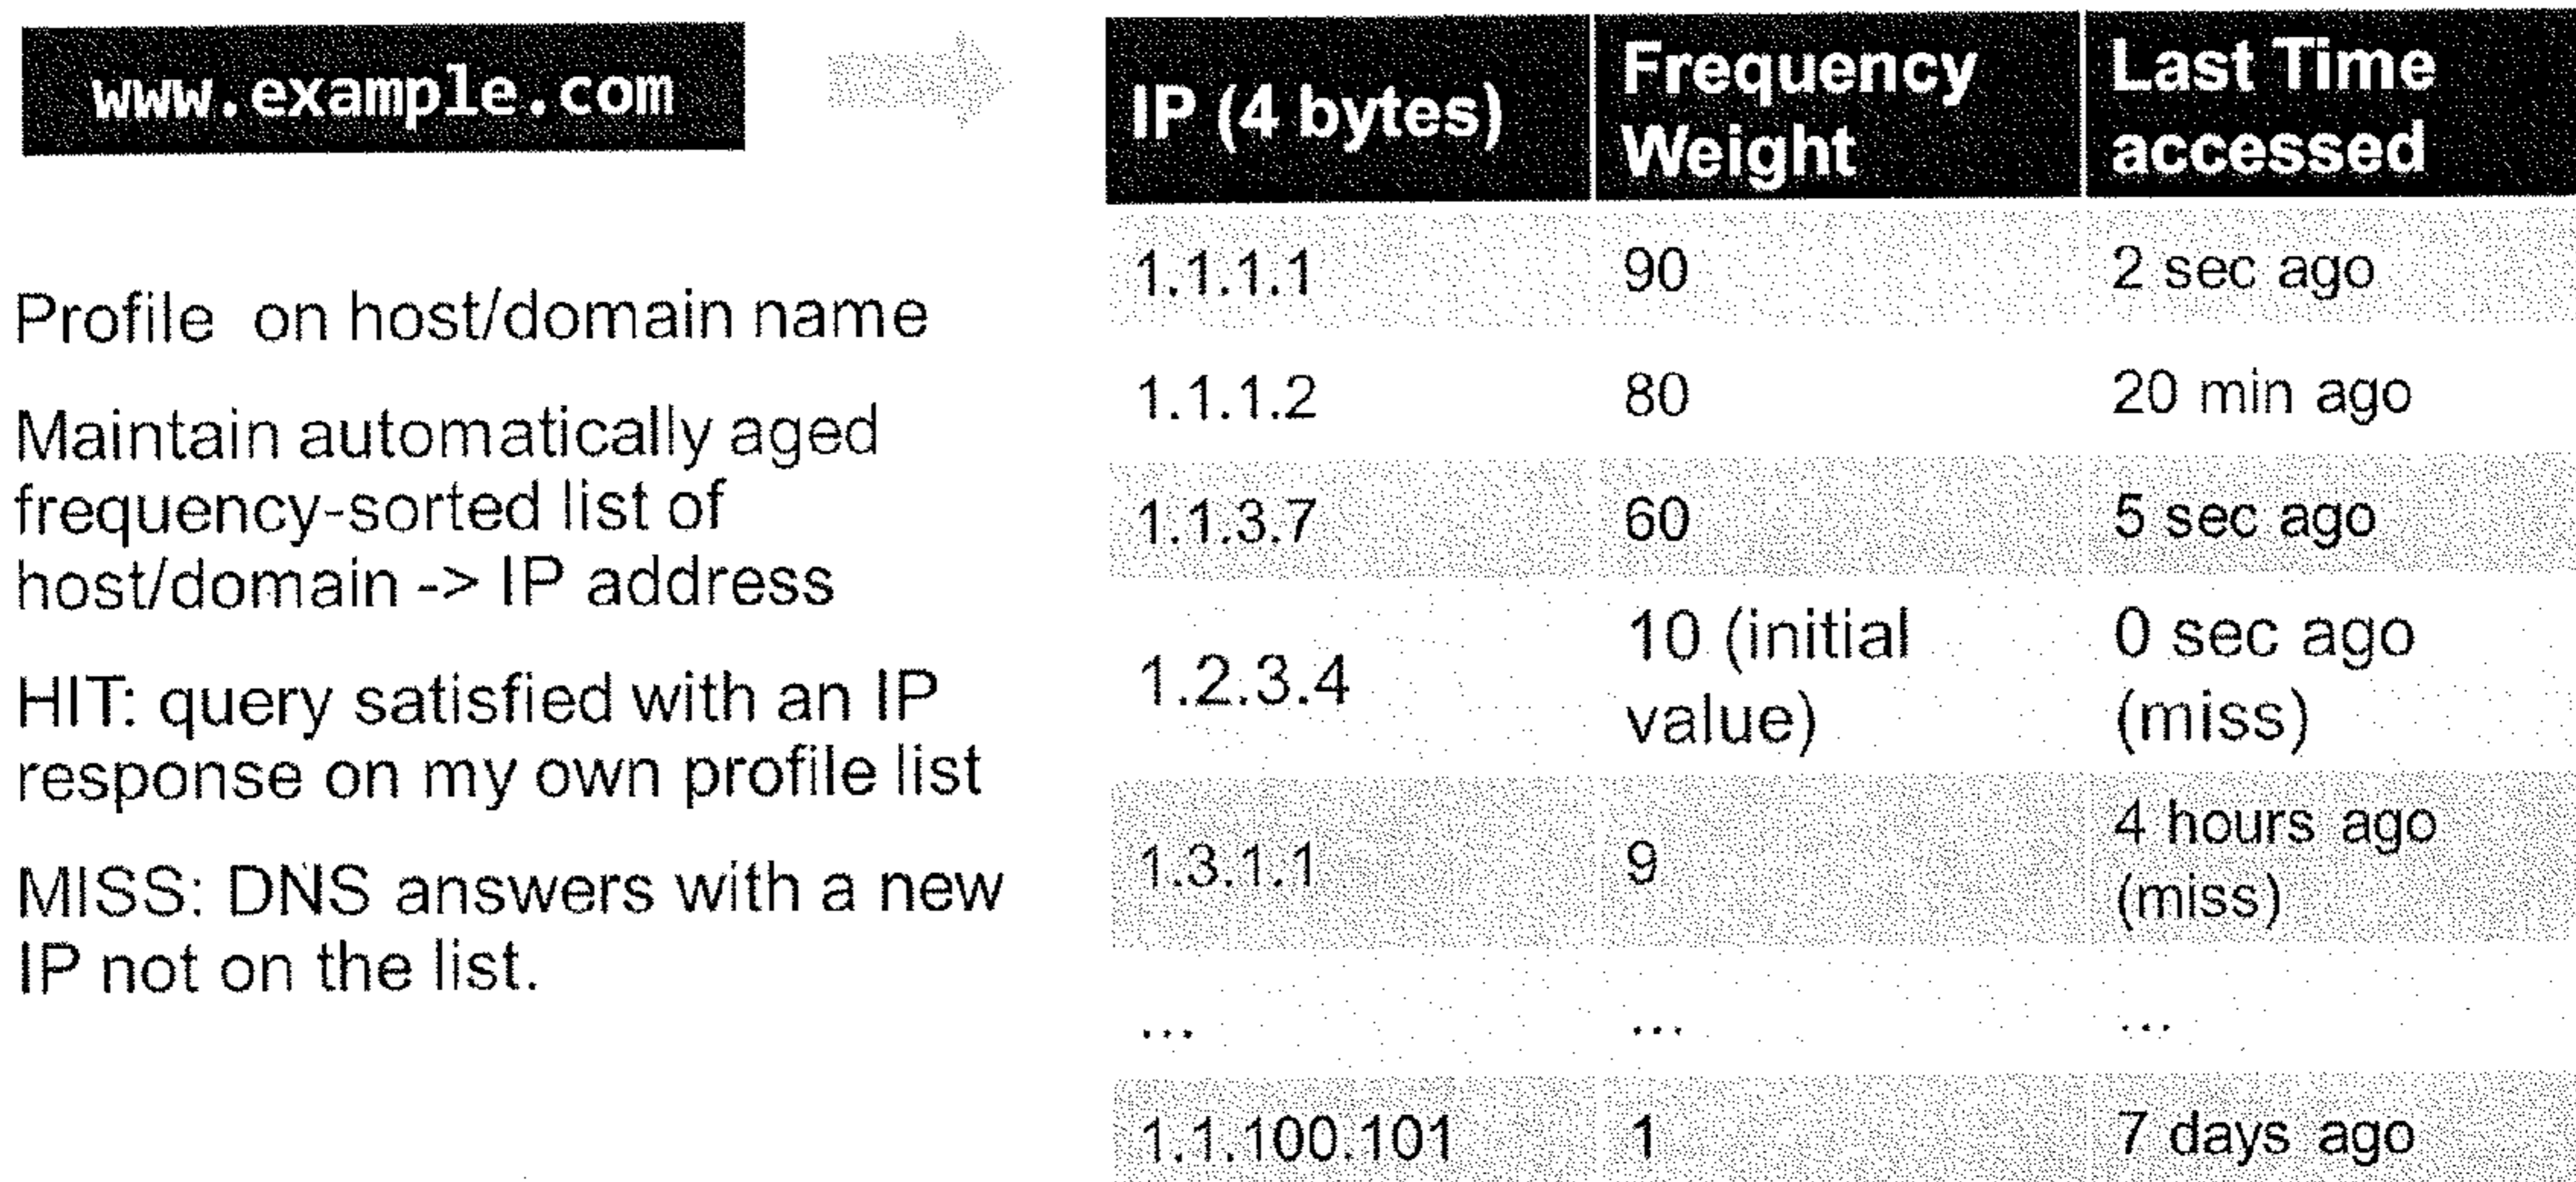 www.example.com
Profile on host/domain name
Maintain automatically aged
frequency-sorted list of
host/domain -> IP address
HIT: query satisfied with an IP
response on my own profile list
MISS: DNS answers with a new
IP not on the list.
IP (4 bytes) Frequency Weight Last Time accessed
1.1.1.1 90 2 sec ago
1.1.1.2 80 20 min ago
1.1.3.7 60 5 sec ago
1.2.3.4 10 (initial value) 0 sec ago (miss)
1.3.1.1 9 4 hours ago (miss)
... ... ...
1.1.100.101 1 7 days ago